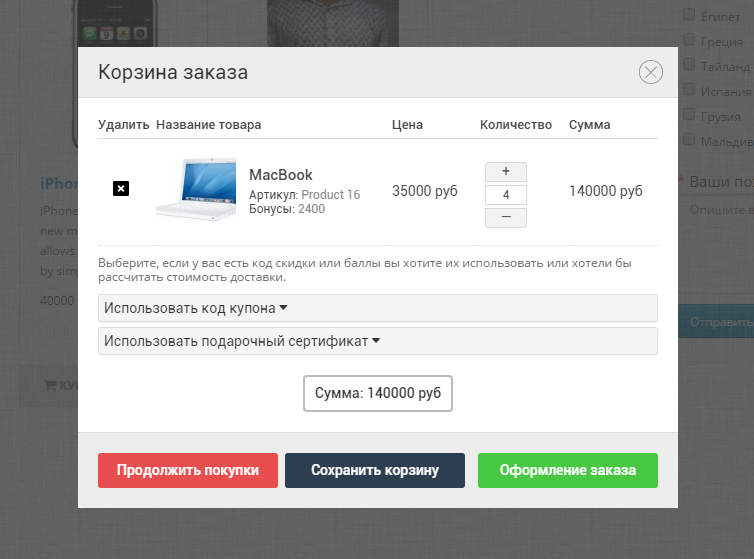 Корзина заказа
Удалить Название товара Цена Количество Сумма
MacBook
Артикул: Product 16
Бонусы: 2400
35000 руб
+
4
—
140000 руб
Выберите, если у вас есть код скидки или баллы вы хотите их использовать или хотели бы
рассчитать стоимость доставки.
Использовать код купона
Использовать подарочный сертификат
Сумма: 140000 руб
Продолжить покупки
Сохранить корзину
Оформление заказа
iPhon
iPhone
new m
allows
by sim
40000
КУ
Египет
Греция
Тайланд
Испания
Грузия
Мальдив
* Ваши по
Опишите в
Отправить